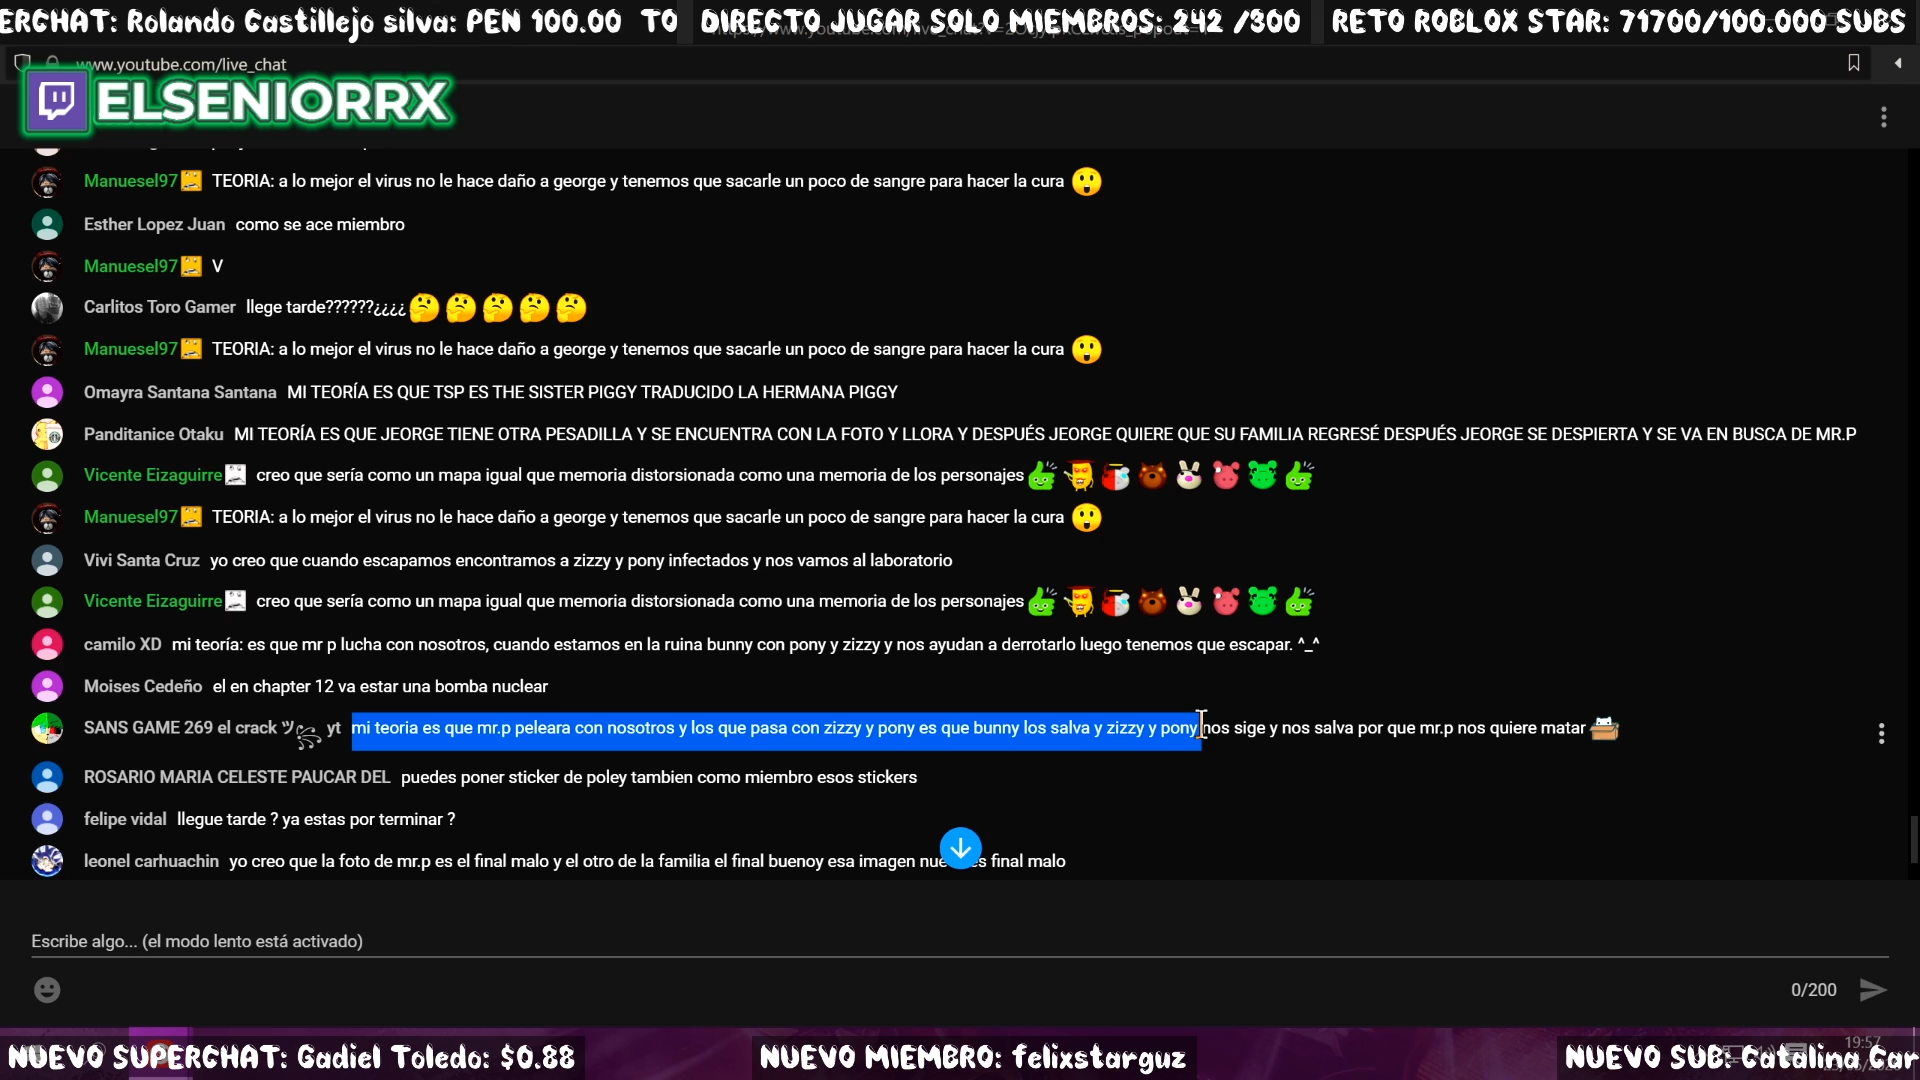 ERCHAT: Rolando Castillejo silva: PEN 100.00 TO
DIRECTO JUGAR SOLO MIEMBROS: 242 /300
RETO ROBLOX STAR: 71700/100.000 SUBS
www.youtube.com/live_chat
ELSENIORRX
Manuesel97 TEORIA: a lo mejor el virus no le hace daño a george y tenemos que sacarle un poco de sangre para hacer la cura 😲
Esther Lopez Juan como se ace miembro
Manuesel97 V
Carlitos Toro Gamer llege tarde??????¿¿¿¿🤔🤔🤔🤔🤔
Manuesel97 TEORIA: a lo mejor el virus no le hace daño a george y tenemos que sacarle un poco de sangre para hacer la cura 😲
Omayra Santana Santana MI TEORÍA ES QUE TSP ES THE SISTER PIGGY TRADUCIDO LA HERMANA PIGGY
Panditanice Otaku MI TEORÍA ES QUE JEORGE TIENE OTRA PESADILLA Y SE ENCUENTRA CON LA FOTO Y LLORA Y DESPUÉS JEORGE QUIERE QUE SU FAMILIA REGRESÉ DESPUÉS JEORGE SE DESPIERTA Y SE VA EN BUSCA DE MR.P
Vicente Eizaguirre creo que sería como un mapa igual que memoria distorsionada como una memoria de los personajes
Manuesel97 TEORIA: a lo mejor el virus no le hace daño a george y tenemos que sacarle un poco de sangre para hacer la cura 😲
Vivi Santa Cruz yo creo que cuando escapamos encontramos a zizzy y pony infectados y nos vamos al laboratorio
Vicente Eizaguirre creo que sería como un mapa igual que memoria distorsionada como una memoria de los personajes
camilo XD mi teoría: es que mr p lucha con nosotros, cuando estamos en la ruina bunny con pony y zizzy y nos ayudan a derrotarlo luego tenemos que escapar. ^_^
Moises Cedeño el en chapter 12 va estar una bomba nuclear
SANS GAME 269 el crack ツ yt mi teoria es que mr.p peleara con nosotros y los que pasa con zizzy y pony es que bunny los salva y zizzy y pony nos sige y nos salva por que mr.p nos quiere matar
ROSARIO MARIA CELESTE PAUCAR DEL puedes poner sticker de poley tambien como miembro esos stickers
felipe vidal llegue tarde ? ya estas por terminar ?
leonel carhuachin yo creo que la foto de mr.p es el final malo y el otro de la familia el final buenoy esa imagen final malo
Escribe algo... (el modo lento está activado)
0/200
NUEVO SUPERCHAT: Gadiel Toledo: $0.88
NUEVO MIEMBRO: felixstarguz
19:57
NUEVO SUB: Catalina Gar